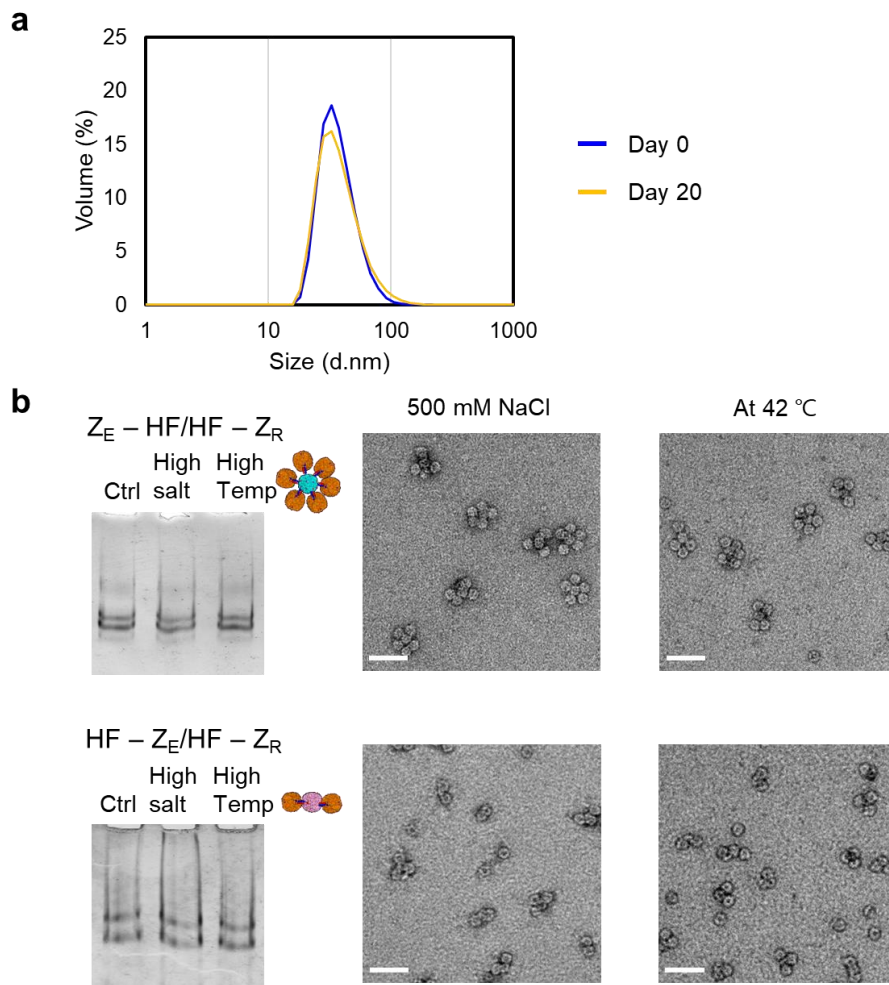 a
25
20
15
10
5
0
Volume (%)
1 10 100 1000
Size (d.nm)
Day 0
Day 20
b
Z_E – HF/HF – Z_R
Ctrl High salt High Temp
500 mM NaCl
At 42 ℃
HF – Z_E/HF – Z_R
Ctrl High salt High Temp